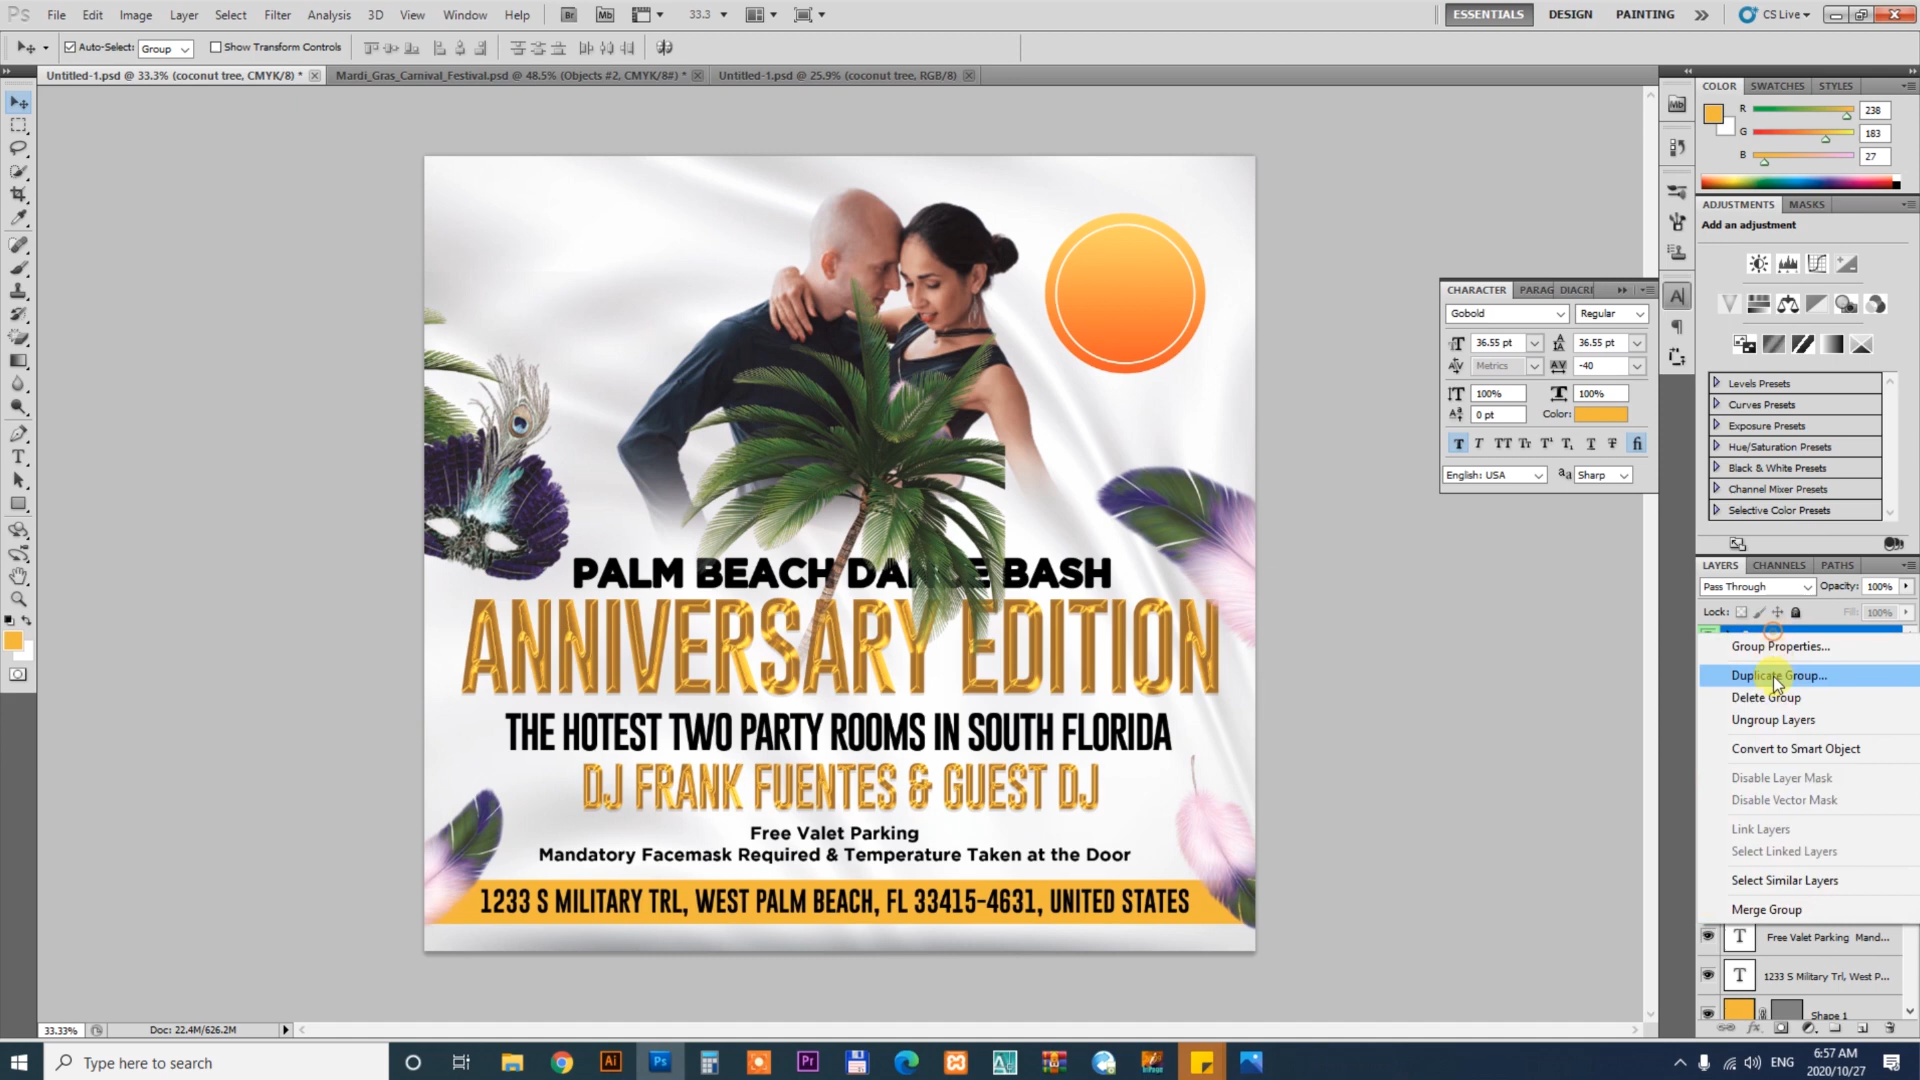 Ps File Edit Image Layer Select Filter Analysis 3D View Window Help Br Mb 33.3 ESSENTIALS DESIGN PAINTING CS Live
Auto-Select: Group Show Transform Controls
Untitled-1.psd @ 33.3% (coconut tree, CMYK/8) * Mardi_Gras_Carnival_Festival.psd @ 48.5% (Objects #2, CMYK/8#) * Untitled-1.psd @ 25.9% (coconut tree, RGB/8)
COLOR SWATCHES STYLES
R 238
G 183
B 27
ADJUSTMENTS MASKS
Add an adjustment
CHARACTER PARAG DIACRI
Gobold Regular
36.55 pt 36.55 pt
Metrics -40
100% 100%
0 pt Color:
English: USA Sharp
Levels Presets
Curves Presets
Exposure Presets
Hue/Saturation Presets
Black & White Presets
Channel Mixer Presets
Selective Color Presets
LAYERS CHANNELS PATHS
Pass Through Opacity: 100%
Lock: Fill: 100%
Group Properties...
Duplicate Group...
Delete Group
Ungroup Layers
Convert to Smart Object
Disable Layer Mask
Disable Vector Mask
Link Layers
Select Linked Layers
Select Similar Layers
Merge Group
Free Valet Parking Mand...
1233 S Military Trl, West P...
Shape 1
PALM BEACH DANCE BASH
ANNIVERSARY EDITION
THE HOTEST TWO PARTY ROOMS IN SOUTH FLORIDA
DJ FRANK FUENTES & GUEST DJ
Free Valet Parking
Mandatory Facemask Required & Temperature Taken at the Door
1233 S MILITARY TRL, WEST PALM BEACH, FL 33415-4631, UNITED STATES
33.33% Doc: 22.4M/626.2M
Type here to search
Ai Ps Pr
ENG 6:57 AM
2020/10/27